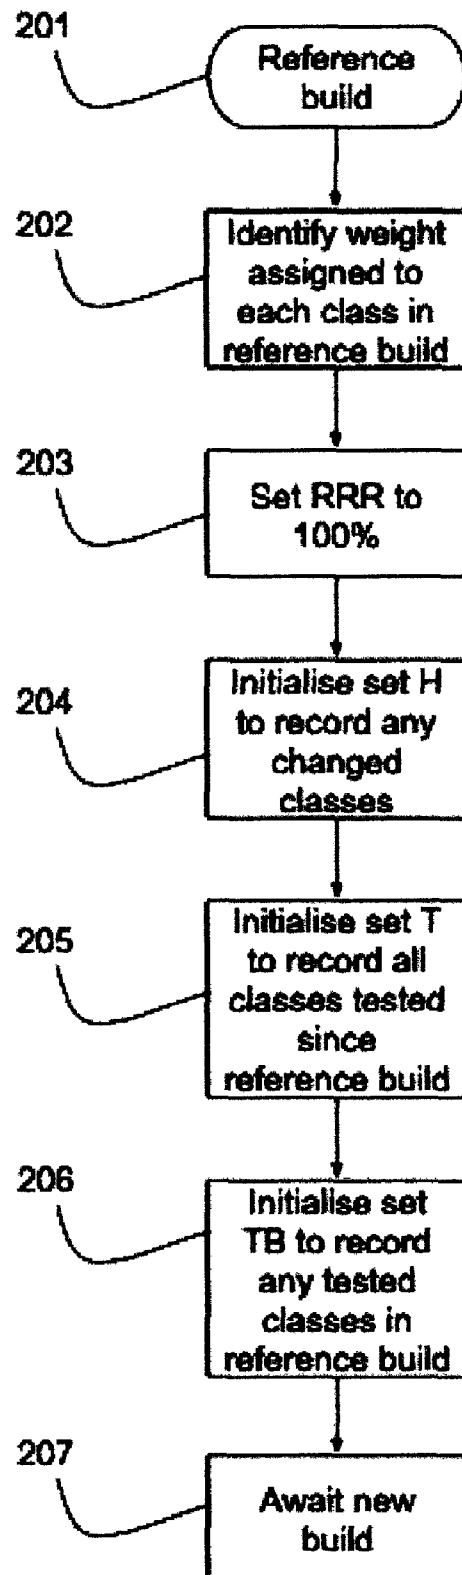 201
Reference
build
202
Identify weight
assigned to
each class in
reference build
203
Set RRR to
100%
204
Initialise set H
to record any
changed
classes
205
Initialise set T
to record all
classes tested
since
reference build
206
Initialise set
TB to record
any tested
classes in
reference build
207
Await new
build